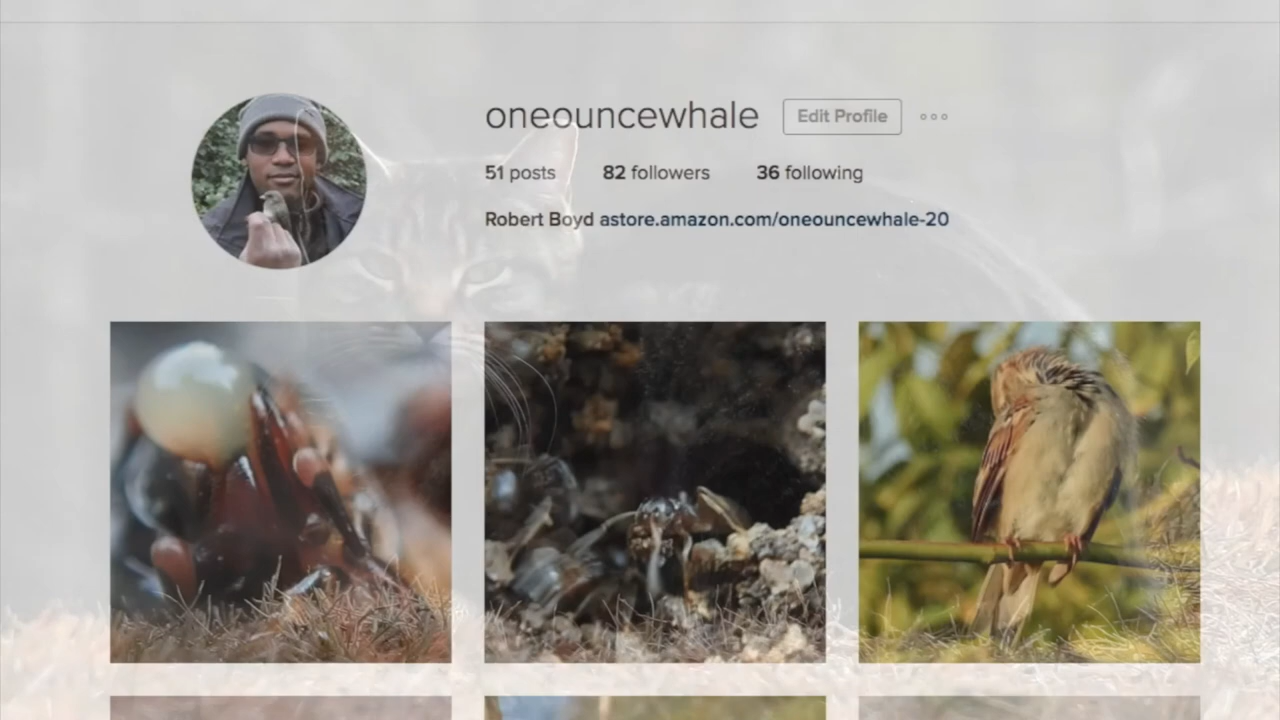 oneouncewhale Edit Profile
51 posts 82 followers 36 following
Robert Boyd astore.amazon.com/oneouncewhale-20